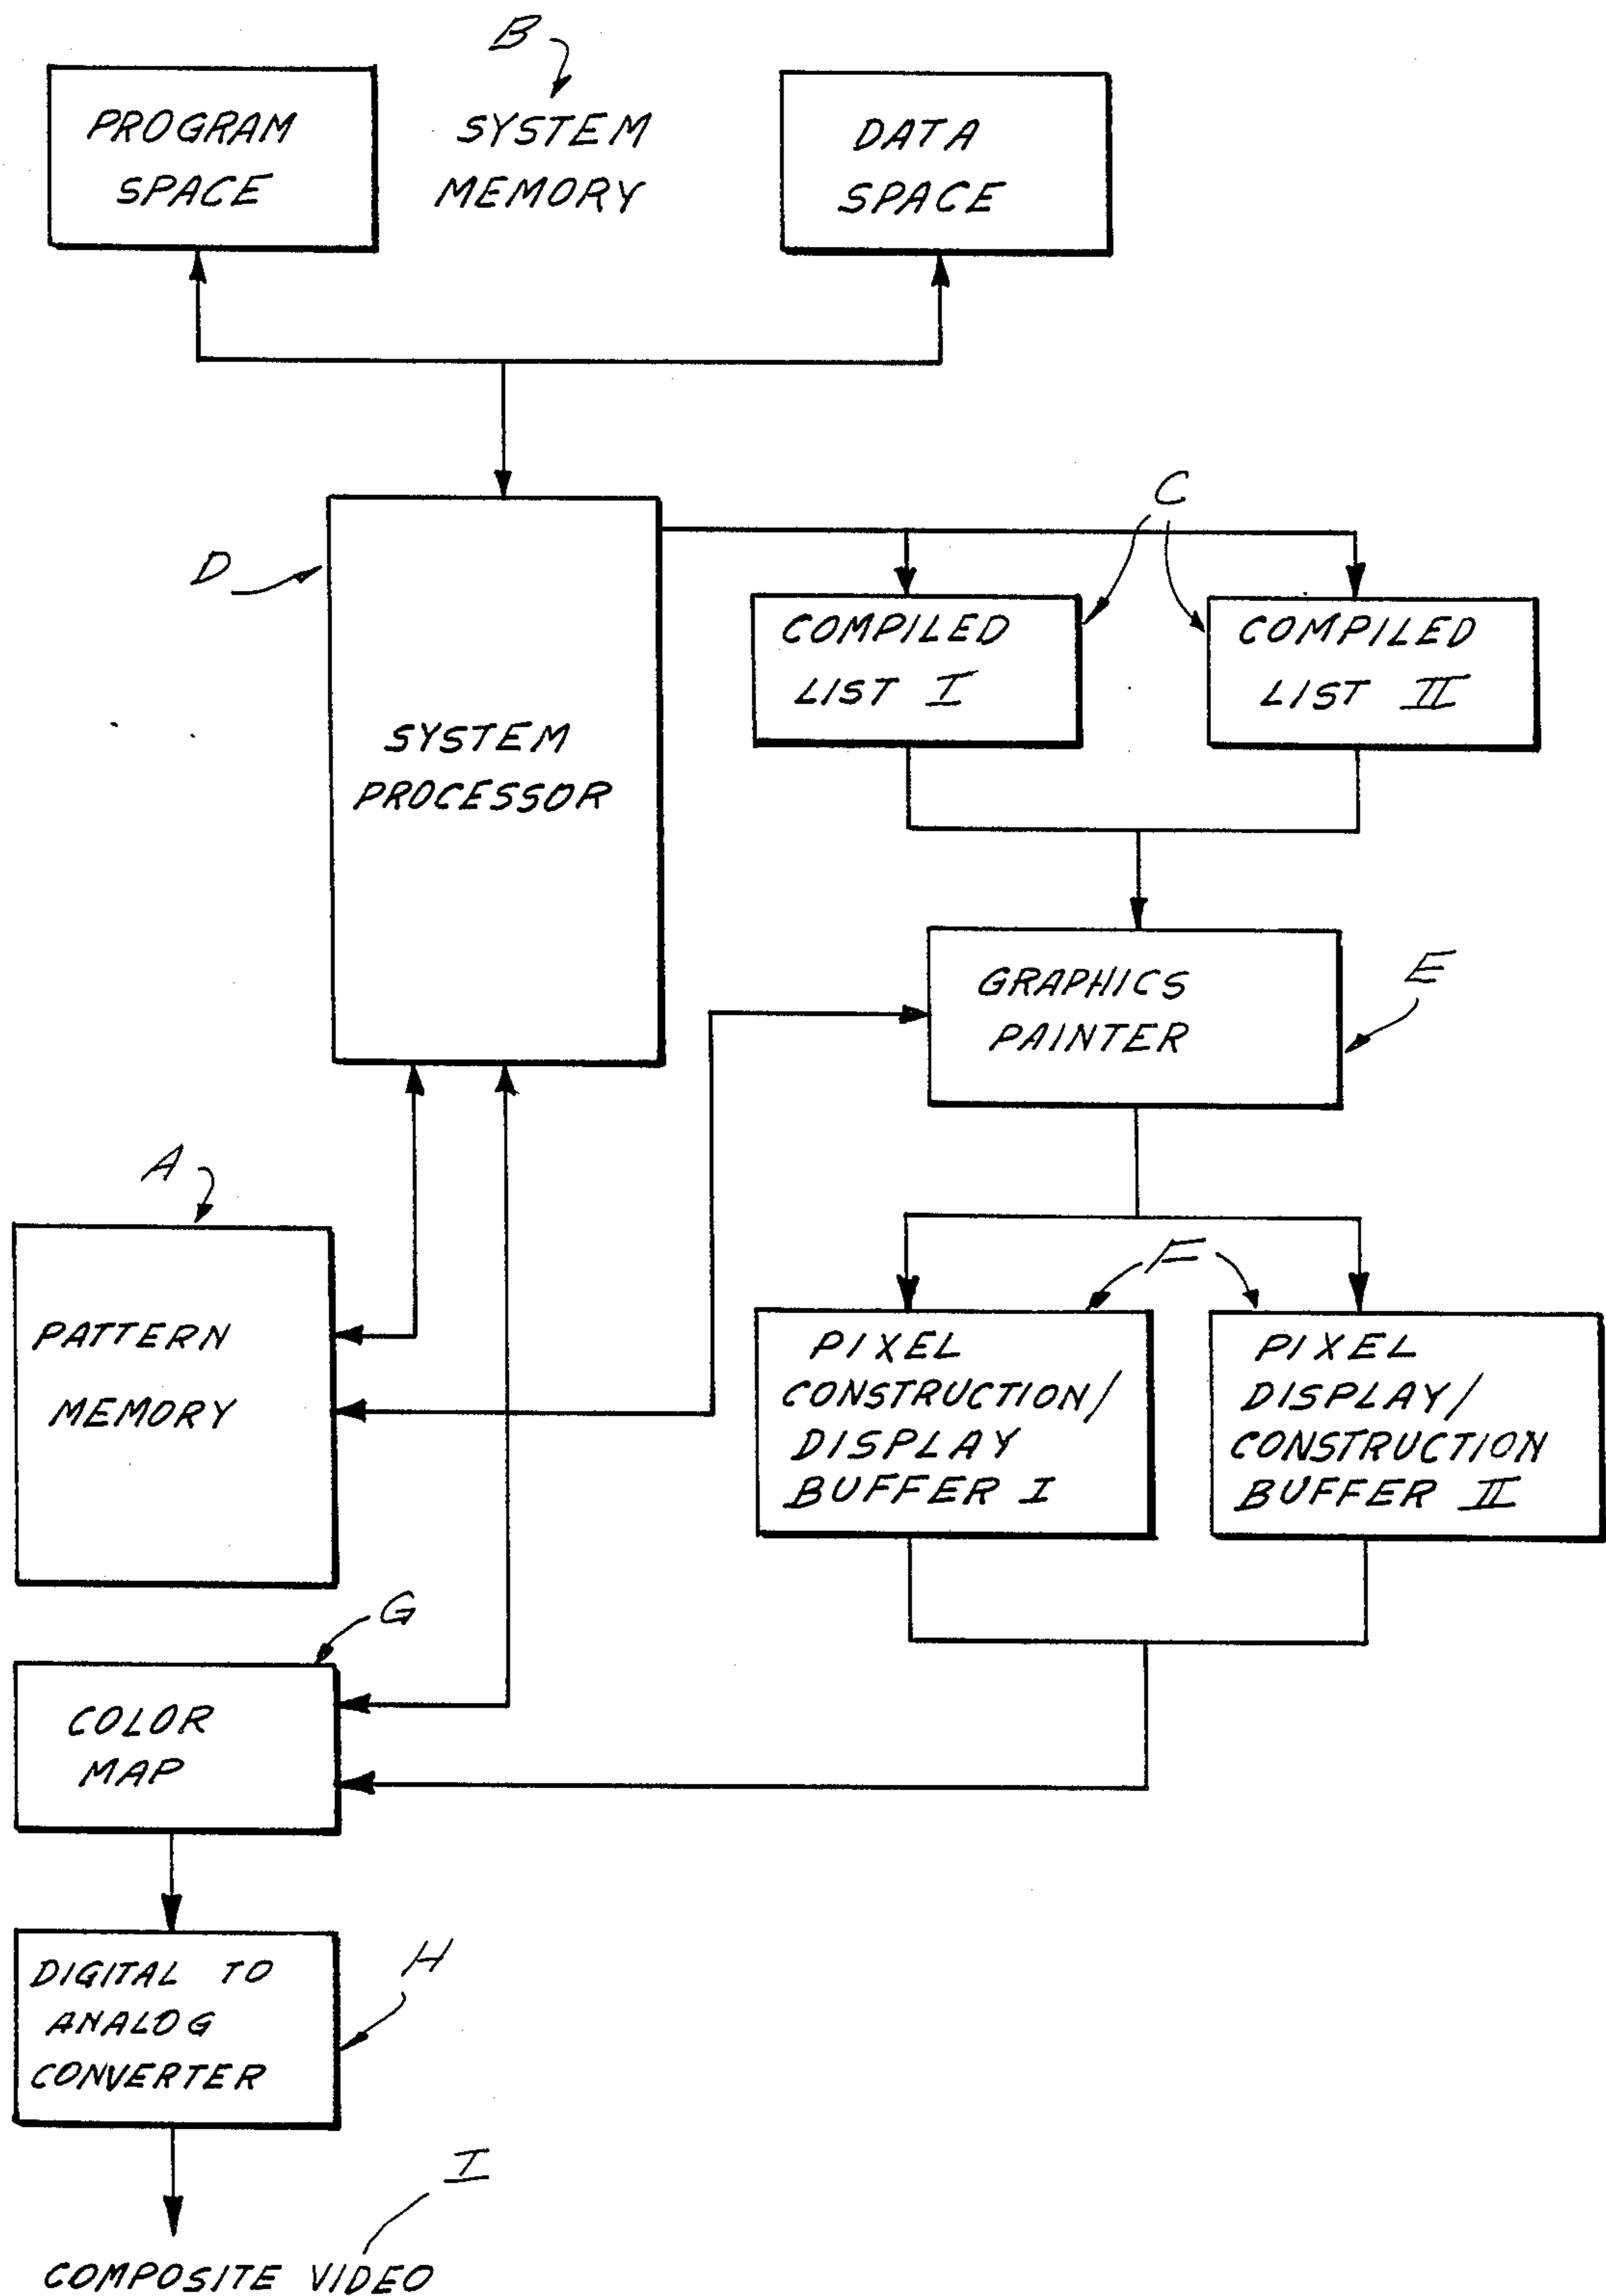 B
PROGRAM
SPACE
SYSTEM
MEMORY
DATA
SPACE
C
D
SYSTEM
PROCESSOR
COMPILED
LIST I
COMPILED
LIST II
GRAPHICS
PAINTER
E
A
PATTERN
MEMORY
F
PIXEL
CONSTRUCTION/
DISPLAY
BUFFER I
PIXEL
DISPLAY/
CONSTRUCTION
BUFFER II
G
COLOR
MAP
DIGITAL TO
ANALOG
CONVERTER
H
I
COMPOSITE VIDEO